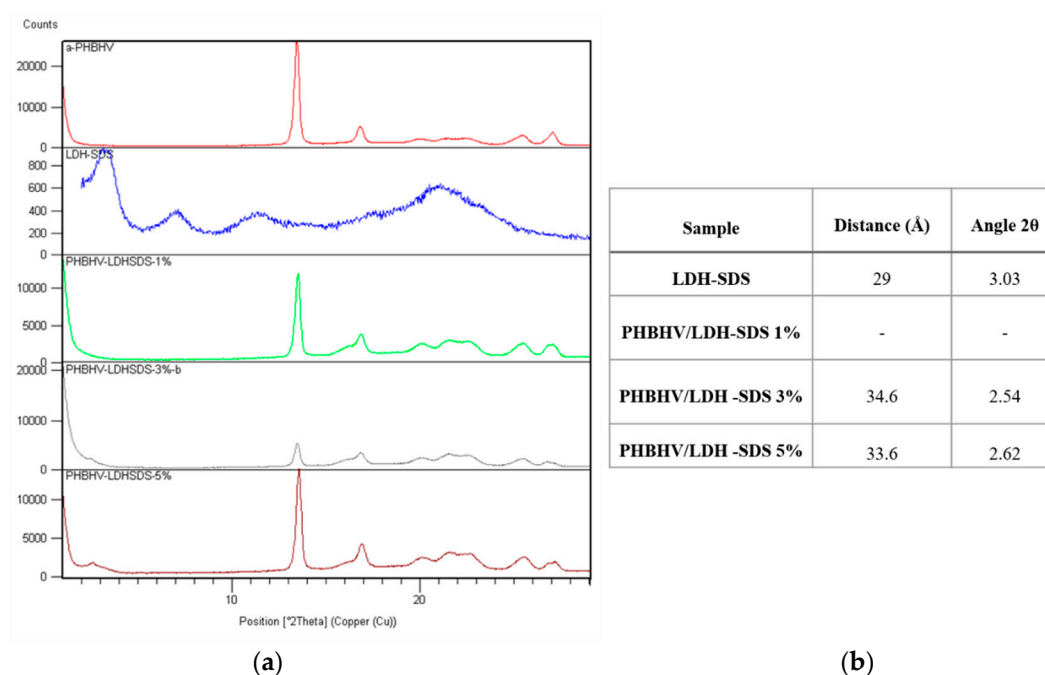 Counts
a-PHBHV
20000
10000
0
LDH-SDS
800
600
400
200
0
PHBHV-LDHSDS-1%
10000
5000
0
PHBHV-LDHSDS-3%-b
20000
10000
0
PHBHV-LDHSDS-5%
10000
5000
0
10 20
Position [°2Theta] (Copper (Cu))
(a)
Sample Distance (Å) Angle 2θ
LDH-SDS 29 3.03
PHBHV/LDH-SDS 1% - -
PHBHV/LDH -SDS 3% 34.6 2.54
PHBHV/LDH -SDS 5% 33.6 2.62
(b)